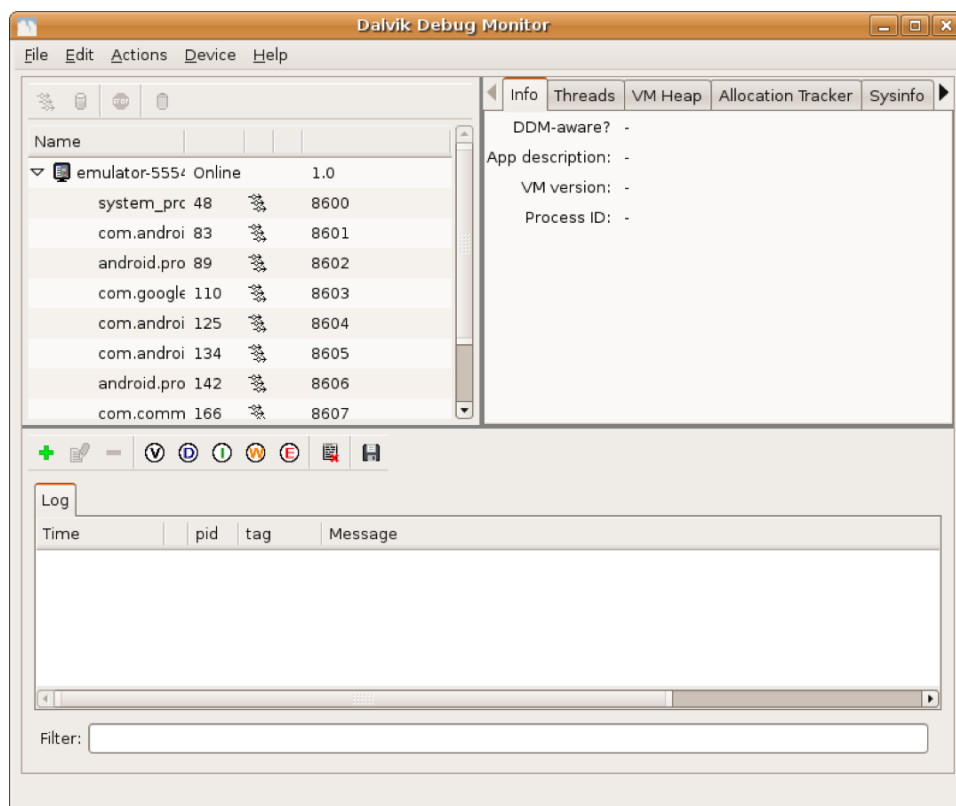 Dalvik Debug Monitor
File Edit Actions Device Help
Info Threads VM Heap Allocation Tracker Sysinfo
Name
DDM-aware? -
App description: -
VM version: -
Process ID: -
emulator-5554 Online 1.0
system_prc 48 8600
com.androi 83 8601
android.pro 89 8602
com.google 110 8603
com.androi 125 8604
com.androi 134 8605
android.pro 142 8606
com.comm 166 8607
V D I W E
Log
Time pid tag Message
Filter: